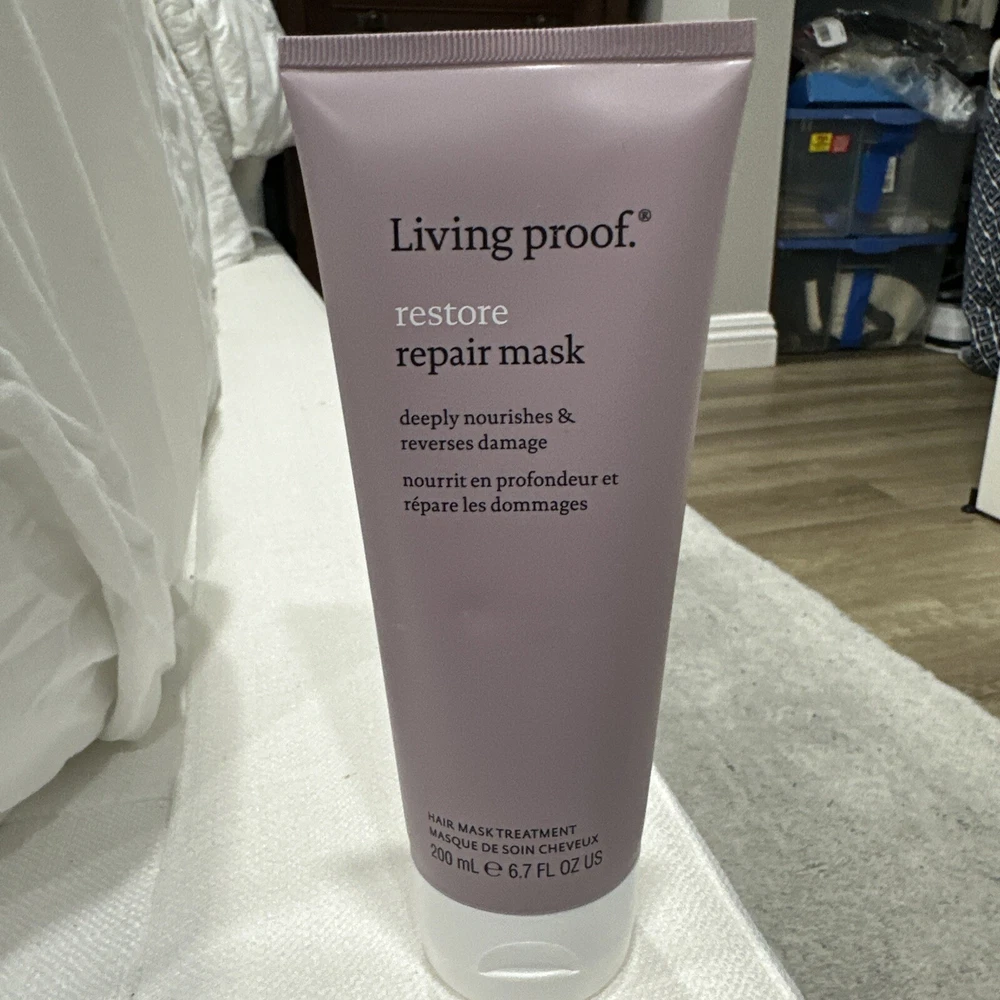 Living proof.®
restore
repair mask
deeply nourishes &
reverses damage
nourrit en profondeur et
répare les dommages
HAIR MASK TREATMENT
MASQUE DE SOIN CHEVEUX
200 mL ℮ 6.7 FL OZ US